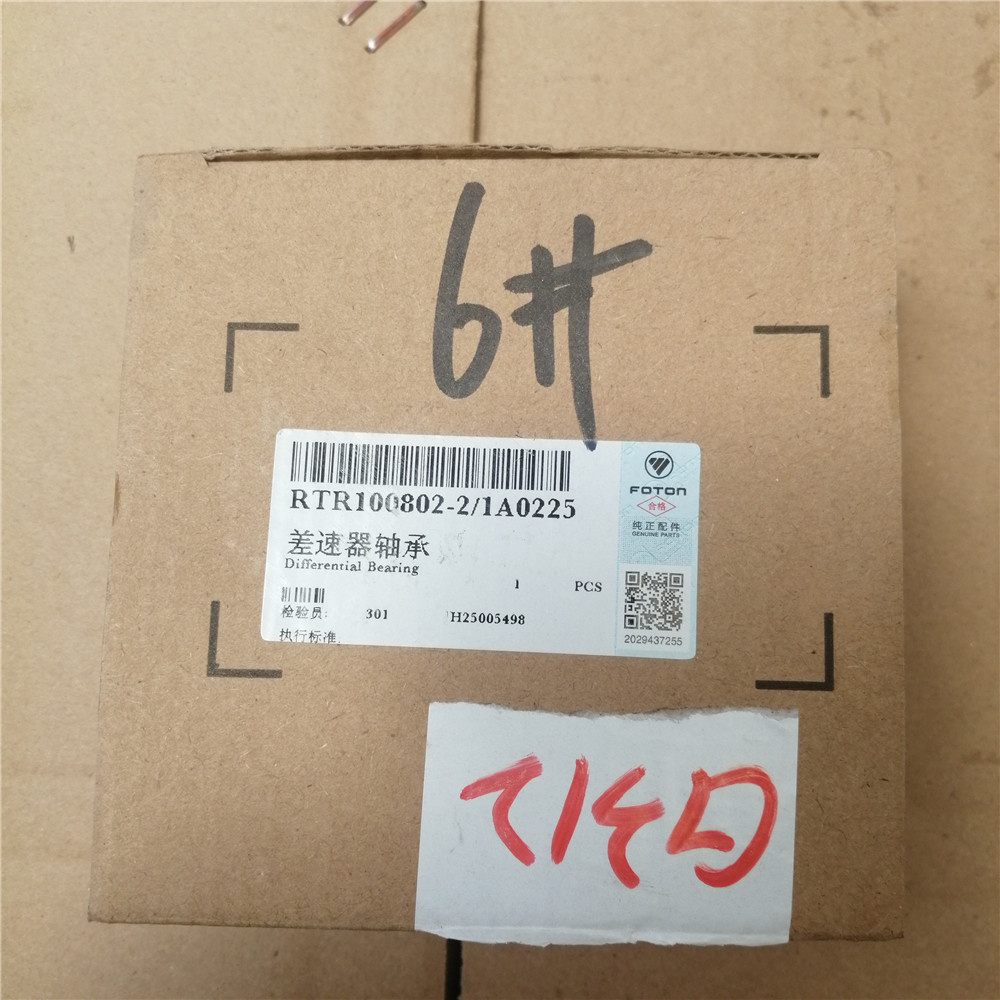 6#
RTR100802-2/1A0225
差速器轴承
Differential Bearing
1 PCS
检验员: 301 H25005498
执行标准:
FOTON
合格
纯正配件
GENUINE PARTS
2029437255